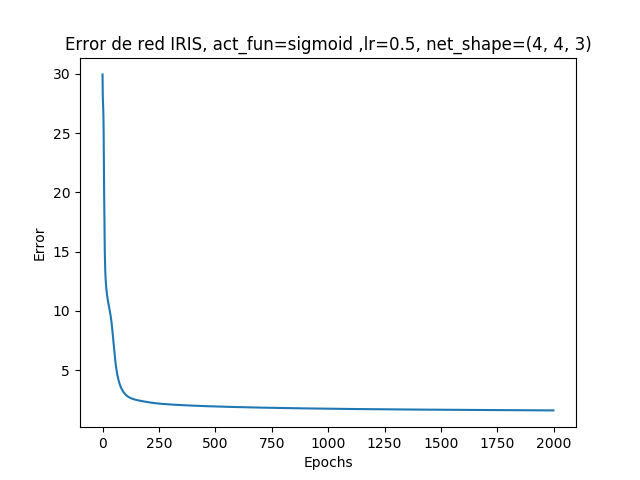 Error de red IRIS, act_fun=sigmoid ,lr=0.5, net_shape=(4, 4, 3)
30
25
20
15
10
5
Error
0 250 500 750 1000 1250 1500 1750 2000
Epochs